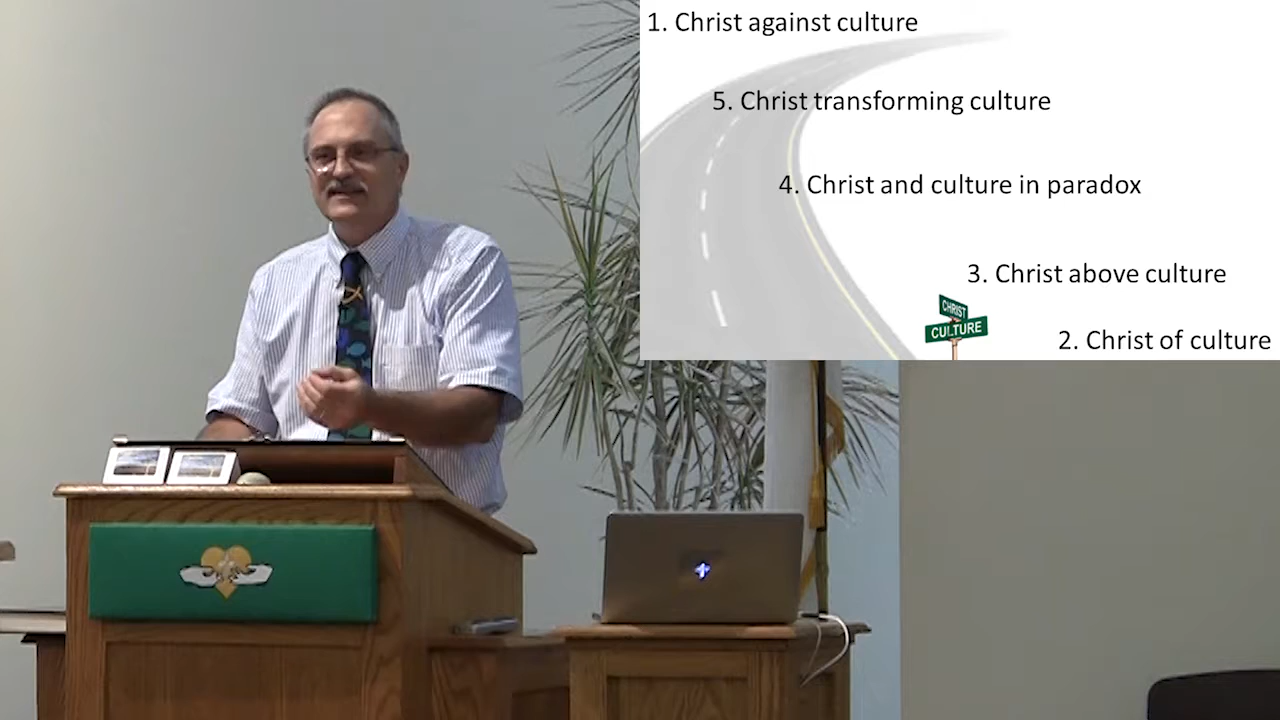 1. Christ against culture
5. Christ transforming culture
4. Christ and culture in paradox
3. Christ above culture
CHRIST
CULTURE
2. Christ of culture